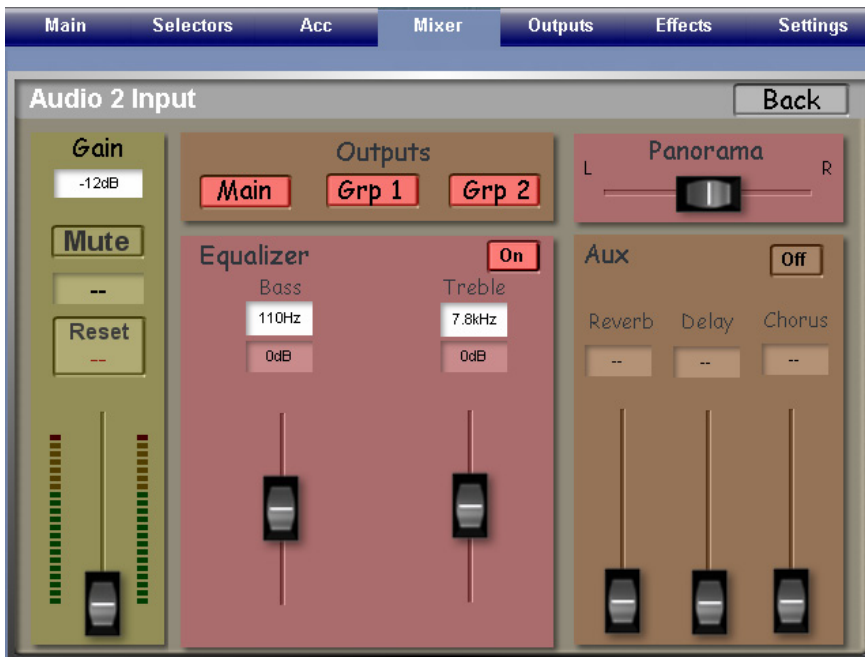 Main Selectors Acc Mixer Outputs Effects Settings
Audio 2 Input Back
Gain
-12dB
Mute
--
Reset
--
Outputs
Main Grp 1 Grp 2
Panorama
L R
Equalizer On
Bass Treble
110Hz 7.8kHz
0dB 0dB
Aux Off
Reverb Delay Chorus
-- -- --